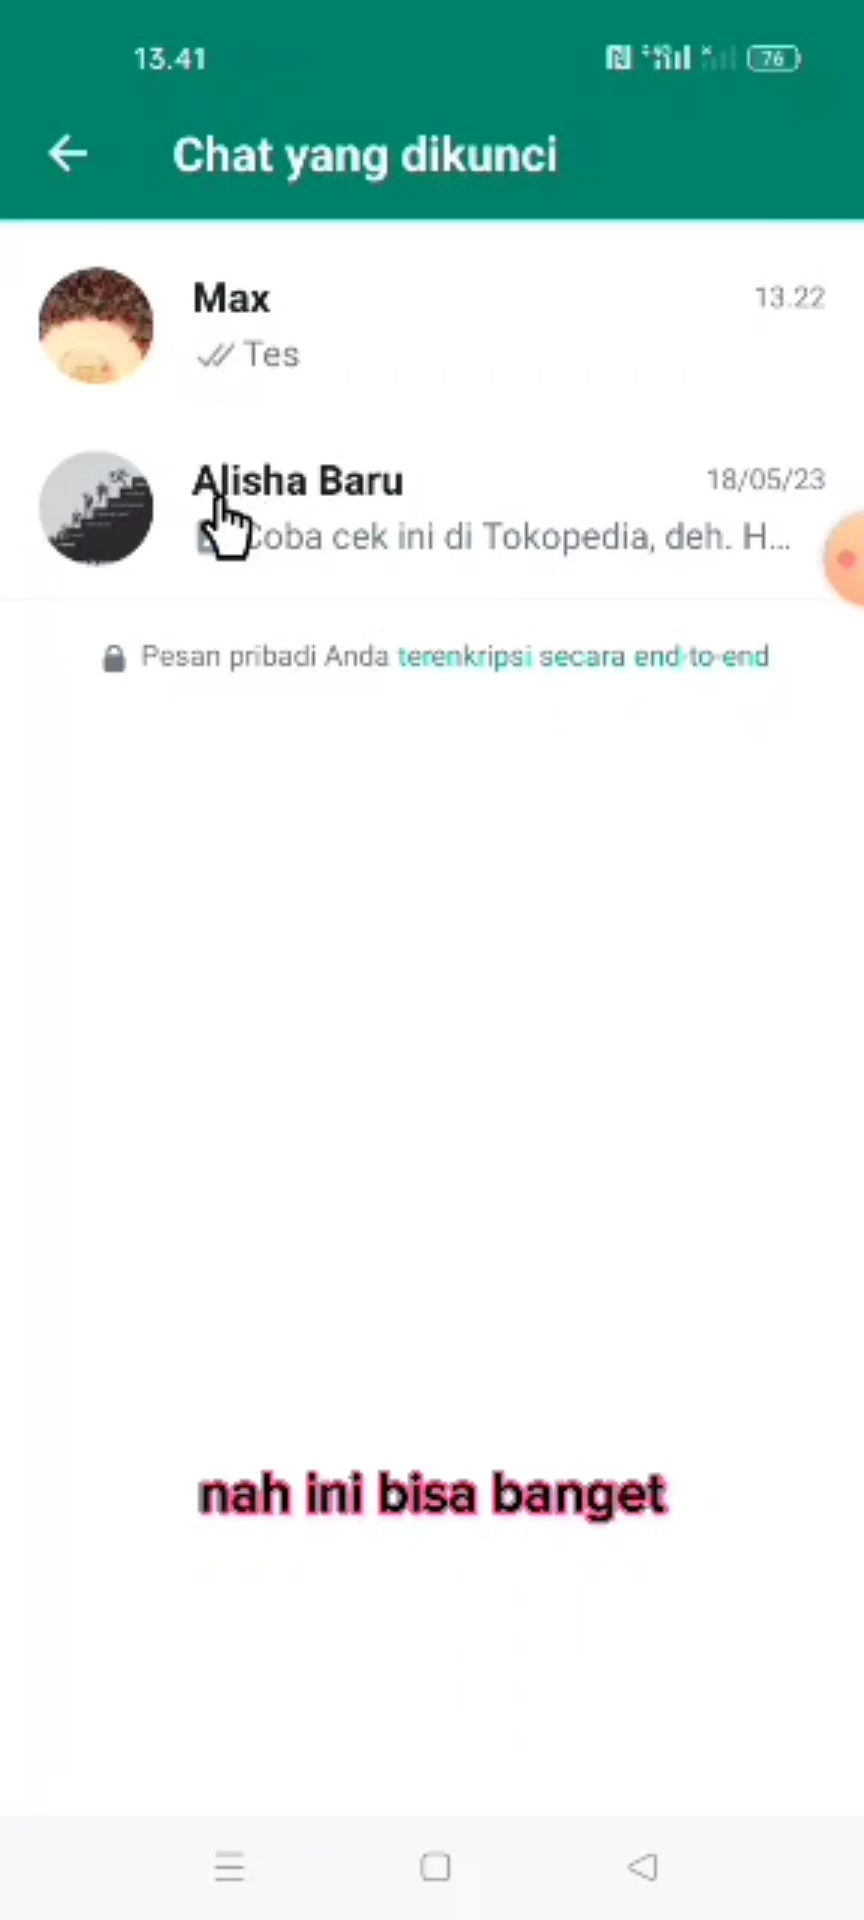 13.41
76
Chat yang dikunci
Max
13.22
Tes
Alisha Baru
18/05/23
Coba cek ini di Tokopedia, deh. H...
Pesan pribadi Anda terenkripsi secara end-to-end
nah ini bisa banget